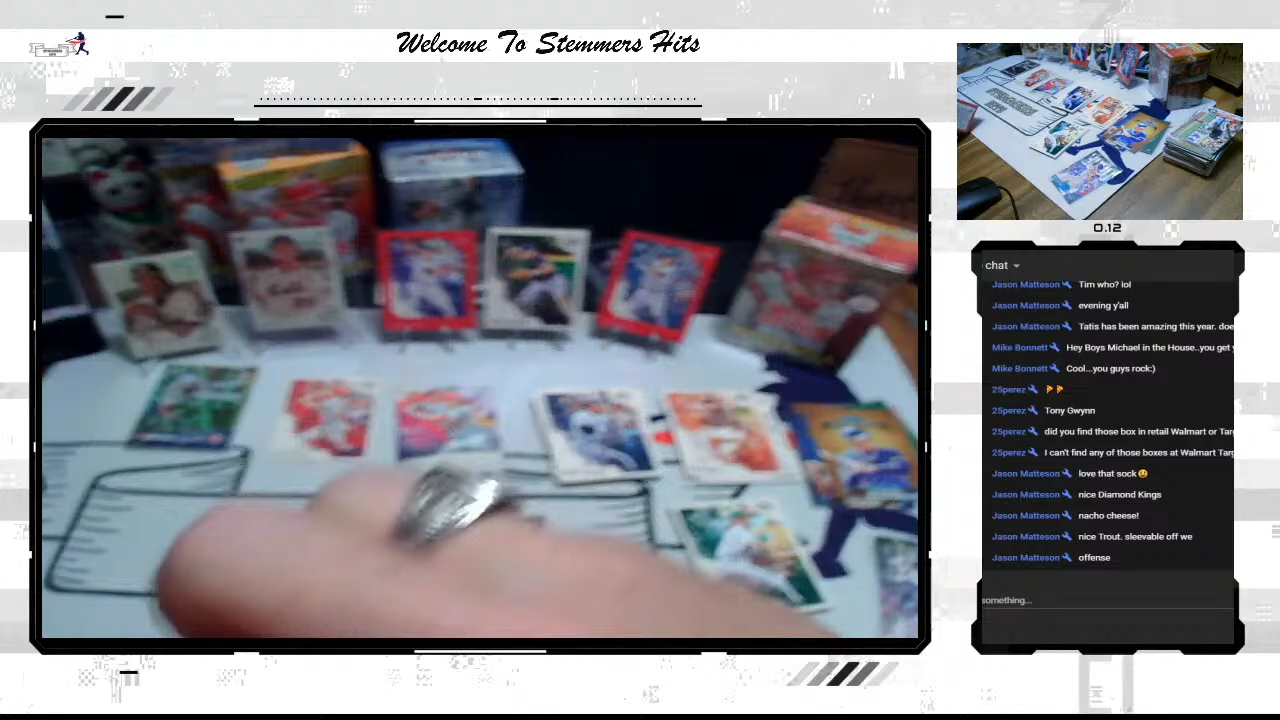 Welcome To Stemmers Hits
0.12
chat
Jason Matteson Tim who? lol
Jason Matteson evening y'all
Jason Matteson Tatis has been amazing this year. doe
Mike Bonnett Hey Boys Michael in the House..you get
Mike Bonnett Cool...you guys rock:)
25perez
25perez Tony Gwynn
25perez did you find those box in retail Walmart or Tar
25perez I can't find any of those boxes at Walmart Tar
Jason Matteson love that sock
Jason Matteson nice Diamond Kings
Jason Matteson nacho cheese!
Jason Matteson nice Trout. sleevable off we
Jason Matteson offense
something...